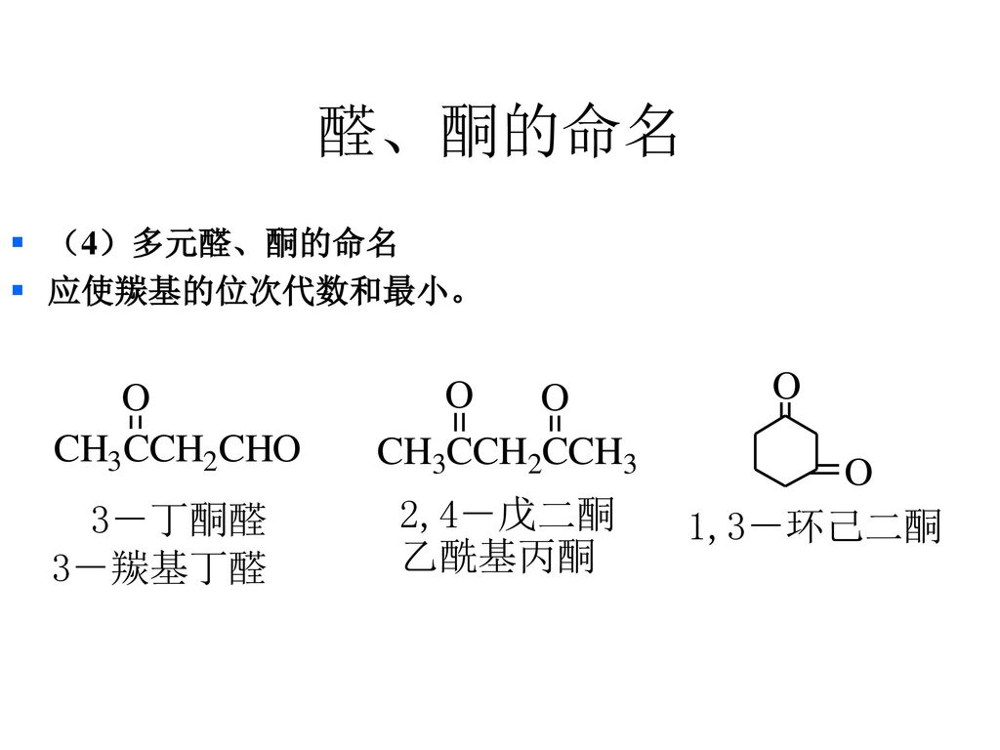 醛、酮的命名
（4）多元醛、酮的命名
应使羰基的位次代数和最小。
O
CH3CCH2CHO
3－丁酮醛
3－羰基丁醛
O O
CH3CCH2CCH3
2,4－戊二酮
乙酰基丙酮
O
O
1,3－环己二酮